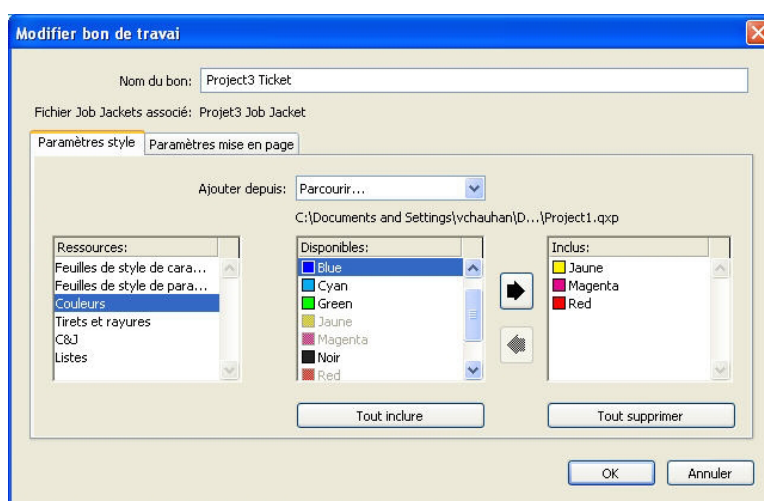 Modifier bon de travai
Nom du bon: Project3 Ticket
Fichier Job Jackets associé: Projet3 Job Jacket
Paramètres style Paramètres mise en page
Ajouter depuis: Parcourir...
C:\Documents and Settings\vchauhan\D...\Project1.qxp
Ressources:
Feuilles de style de cara...
Feuilles de style de para...
Couleurs
Tirets et rayures
C&J
Listes
Disponibles:
Blue
Cyan
Green
Jaune
Magenta
Noir
Red
Inclus:
Jaune
Magenta
Red
Tout inclure
Tout supprimer
OK
Annuler